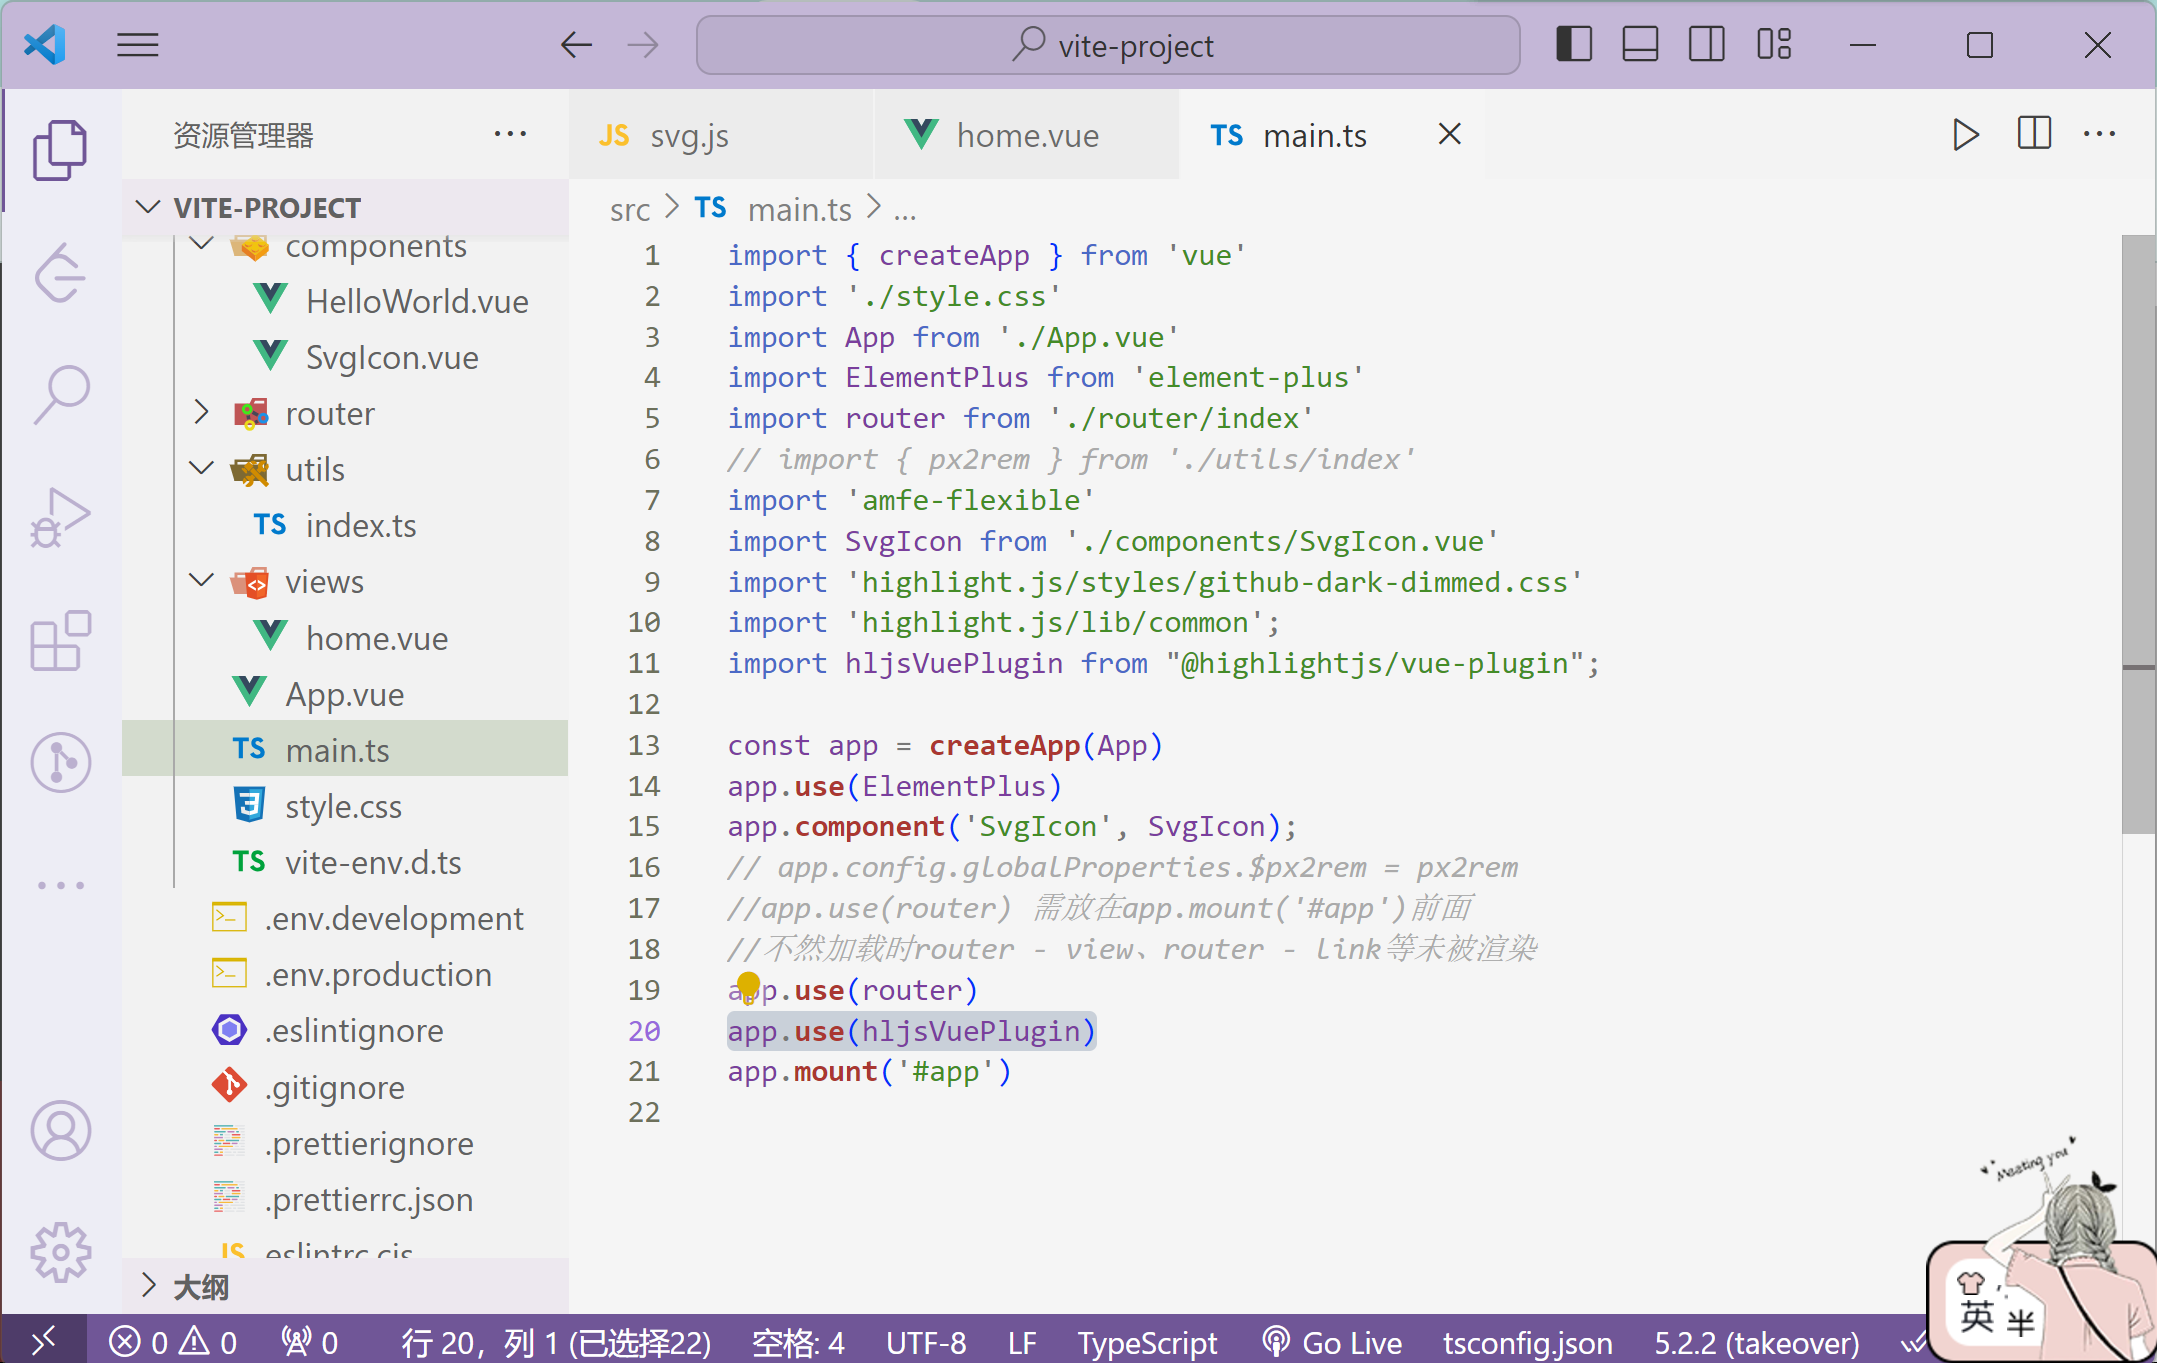 vite-project
资源管理器
JS svg.js
home.vue
TS main.ts
VITE-PROJECT
components
HelloWorld.vue
SvgIcon.vue
router
utils
TS index.ts
views
home.vue
App.vue
TS main.ts
style.css
TS vite-env.d.ts
.env.development
.env.production
.eslintignore
.gitignore
.prettierignore
.prettierrc.json
JS eslintrc.cjs
大纲
src > TS main.ts > ...
1 import { createApp } from 'vue'
2 import './style.css'
3 import App from './App.vue'
4 import ElementPlus from 'element-plus'
5 import router from './router/index'
6 // import { px2rem } from './utils/index'
7 import 'amfe-flexible'
8 import SvgIcon from './components/SvgIcon.vue'
9 import 'highlight.js/styles/github-dark-dimmed.css'
10 import 'highlight.js/lib/common';
11 import hljsVuePlugin from "@highlightjs/vue-plugin";
12
13 const app = createApp(App)
14 app.use(ElementPlus)
15 app.component('SvgIcon', SvgIcon);
16 // app.config.globalProperties.$px2rem = px2rem
17 //app.use(router) 需放在app.mount('#app')前面
18 //不然加载时router - view、router - link等未被渲染
19 app.use(router)
20 app.use(hljsVuePlugin)
21 app.mount('#app')
22
Meeting you
英 半
0 0 0 行 20，列 1 (已选择22) 空格: 4 UTF-8 LF TypeScript Go Live tsconfig.json 5.2.2 (takeover)